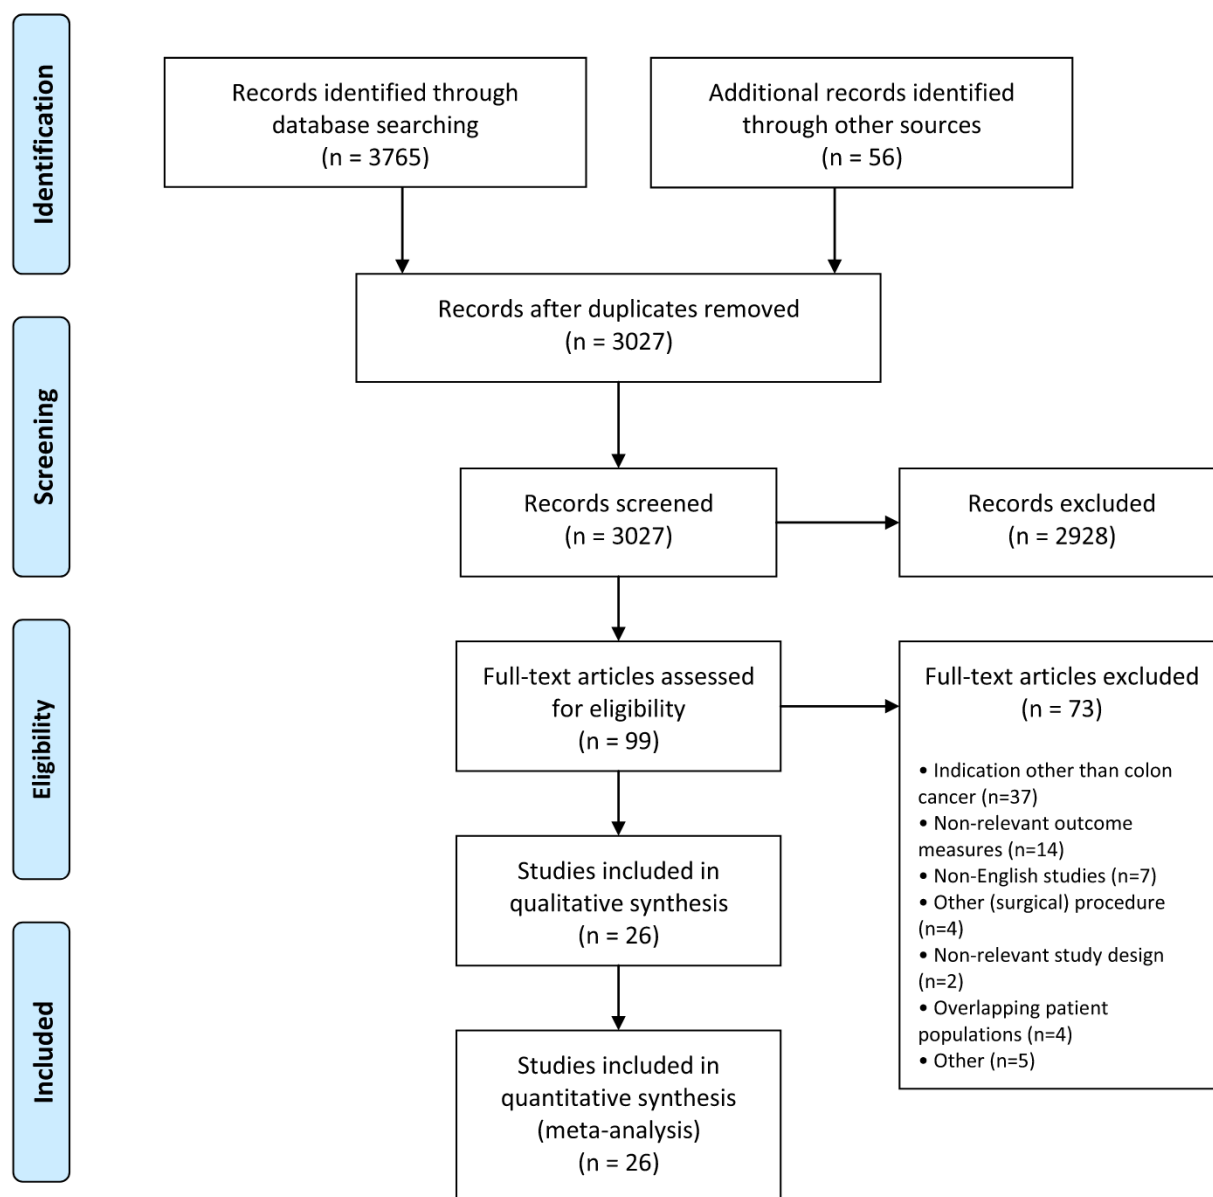 Identification
Records identified through
database searching
(n = 3765)
Additional records identified
through other sources
(n = 56)
Records after duplicates removed
(n = 3027)
Screening
Records screened
(n = 3027)
Records excluded
(n = 2928)
Eligibility
Full-text articles assessed
for eligibility
(n = 99)
Full-text articles excluded
(n = 73)
• Indication other than colon
cancer (n=37)
• Non-relevant outcome
measures (n=14)
• Non-English studies (n=7)
• Other (surgical) procedure
(n=4)
• Non-relevant study design
(n=2)
• Overlapping patient
populations (n=4)
• Other (n=5)
Studies included in
qualitative synthesis
(n = 26)
Included
Studies included in
quantitative synthesis
(meta-analysis)
(n = 26)